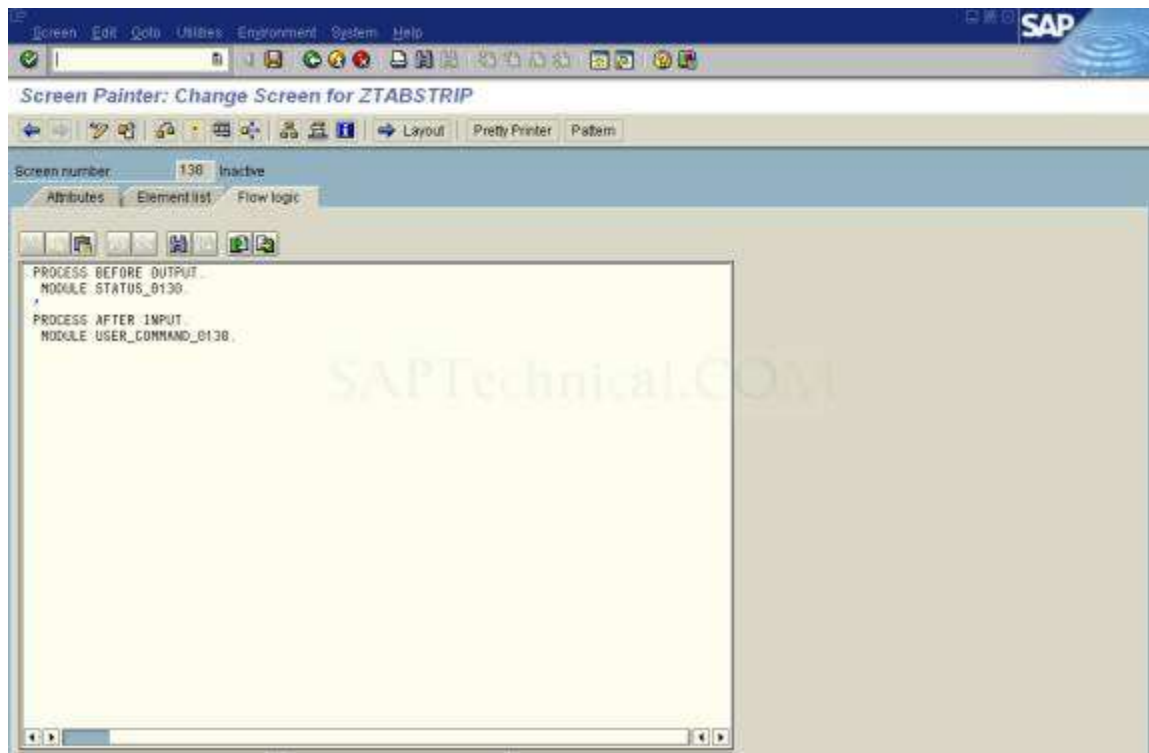 Screen Edit Goto Utilities Environment System Help
SAP
Screen Painter: Change Screen for ZTABSTRIP
Layout Pretty Printer Pattern
Screen number 130 Inactive
Attributes Element list Flow logic
PROCESS BEFORE OUTPUT.
MODULE STATUS_0130.
*
PROCESS AFTER INPUT.
MODULE USER_COMMAND_0130.
SAPTechnical.COM